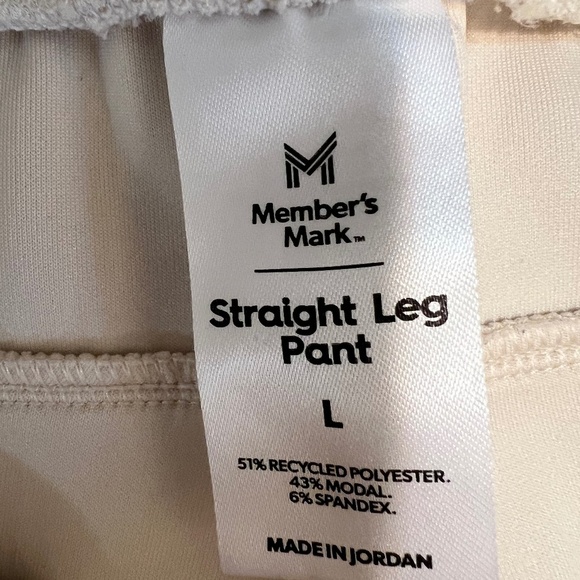 Member's
Mark™
Straight Leg
Pant
L
51% RECYCLED POLYESTER.
43% MODAL.
6% SPANDEX.
MADE IN JORDAN